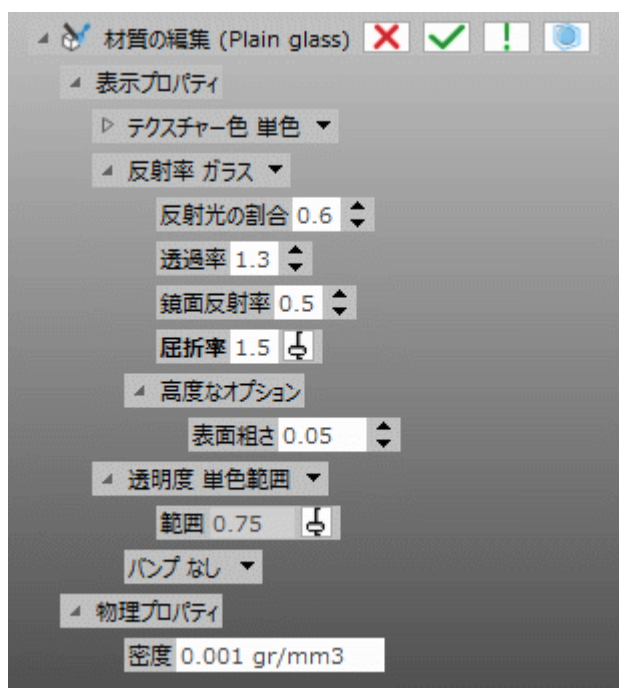 材質の編集 (Plain glass)
表示プロパティ
テクスチャー色 単色
反射率 ガラス
反射光の割合 0.6
透過率 1.3
鏡面反射率 0.5
屈折率 1.5
高度なオプション
表面粗さ 0.05
透明度 単色範囲
範囲 0.75
バンプ なし
物理プロパティ
密度 0.001 gr/mm3